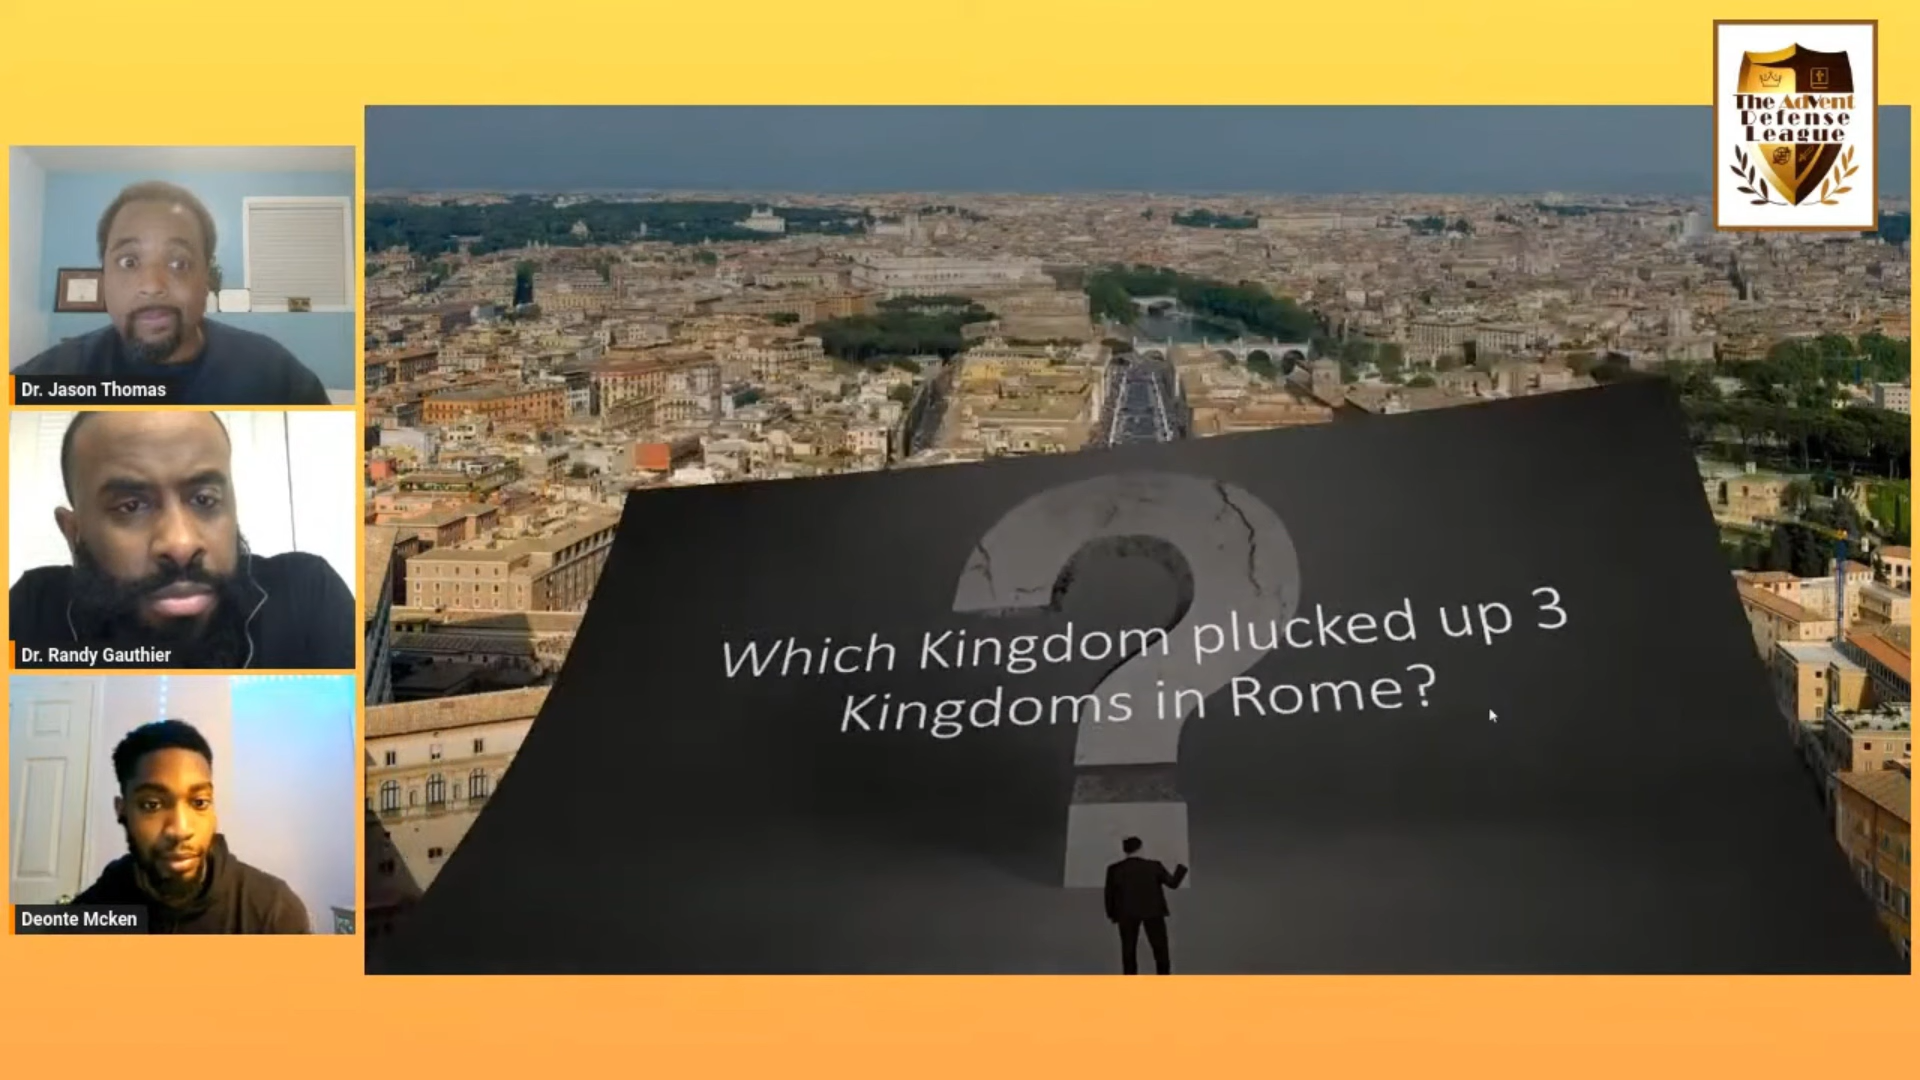 The Advent
Defense
League
Dr. Jason Thomas
Dr. Randy Gauthier
Deonte Mcken
Which Kingdom plucked up 3
Kingdoms in Rome?